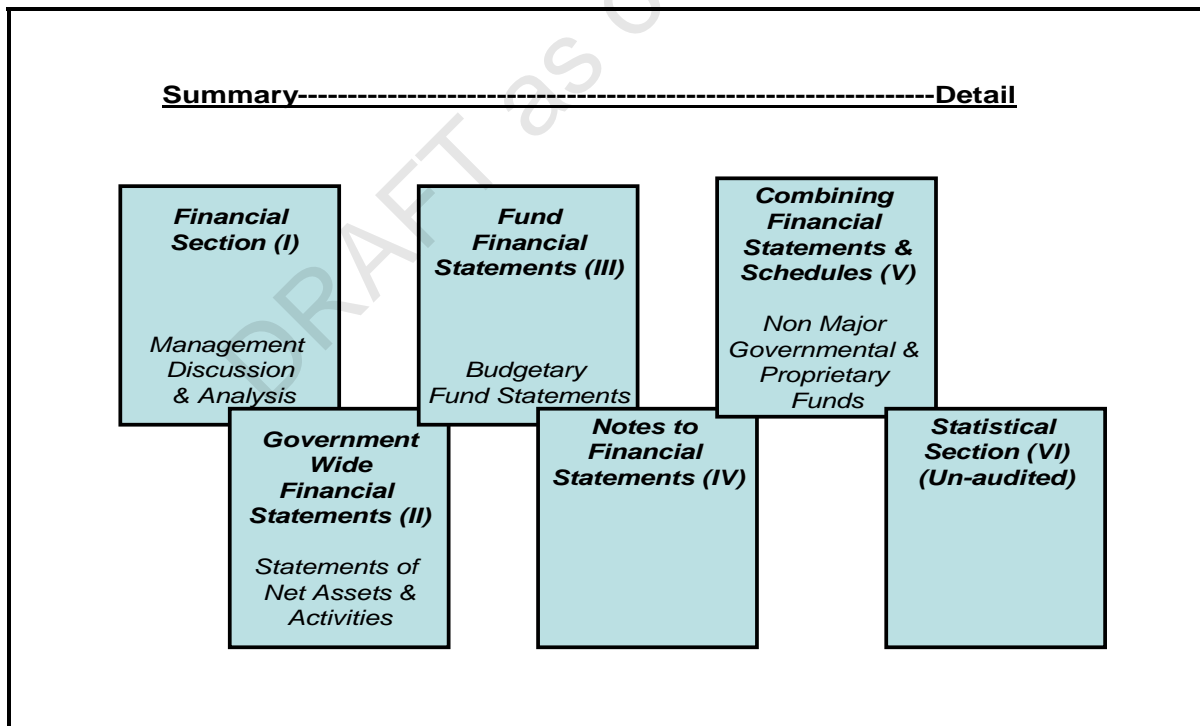 Summary----------------------------------------------------------------Detail
Financial
Section (I)
Management
Discussion
& Analysis
Government
Wide
Financial
Statements (II)
Statements of
Net Assets &
Activities
Fund
Financial
Statements (III)
Budgetary
Fund Statements
Notes to
Financial
Statements (IV)
Combining
Financial
Statements &
Schedules (V)
Non Major
Governmental &
Proprietary
Funds
Statistical
Section (VI)
(Un-audited)
DRAFT as o